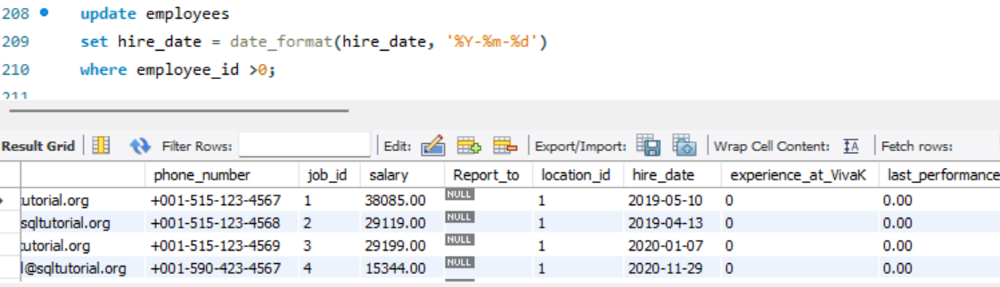 208 update employees
209 set hire_date = date_format(hire_date, '%Y-%m-%d')
210 where employee_id >0;
211
Result Grid Filter Rows: Edit: Export/Import: Wrap Cell Content: IA Fetch rows:
phone_number job_id salary Report_to location_id hire_date experience_at_VivaK last_performance
utorial.org +001-515-123-4567 1 38085.00 NULL 1 2019-05-10 0 0.00
sqltutorial.org +001-515-123-4568 2 29119.00 NULL 1 2019-04-13 0 0.00
utorial.org +001-515-123-4569 3 29199.00 NULL 1 2020-01-07 0 0.00
l@sqltutorial.org +001-590-423-4567 4 15344.00 NULL 1 2020-11-29 0 0.00